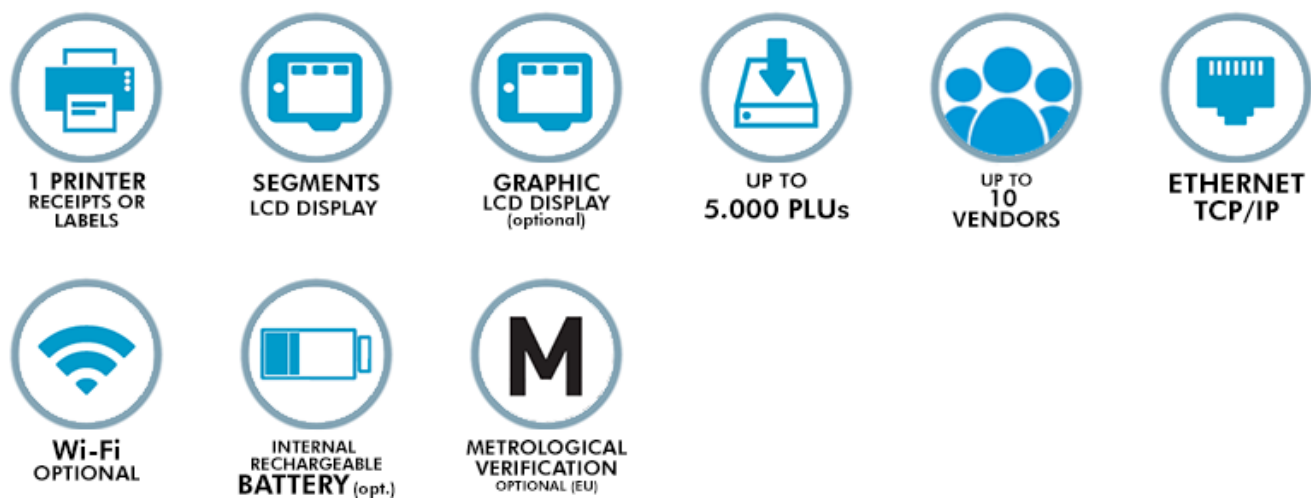 1 PRINTER
RECEIPTS OR
LABELS
SEGMENTS
LCD DISPLAY
GRAPHIC
LCD DISPLAY
(optional)
UP TO
5.000 PLUs
UP TO
10
VENDORS
ETHERNET
TCP/IP
Wi-Fi
OPTIONAL
INTERNAL
RECHARGEABLE
BATTERY (opt.)
M
METROLOGICAL
VERIFICATION
OPTIONAL (EU)